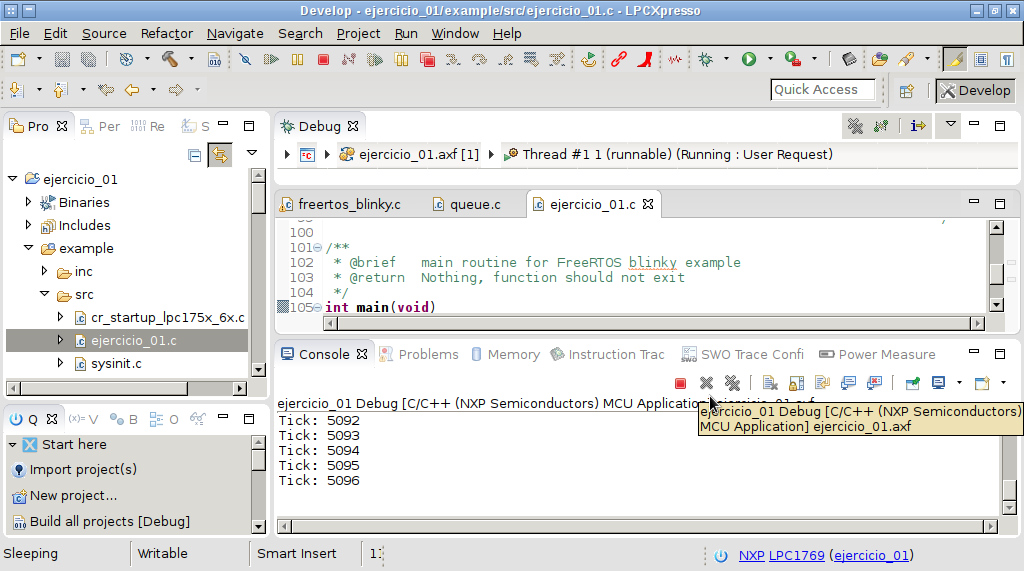 Develop - ejercicio_01/example/src/ejercicio_01.c - LPCXpresso
File Edit Source Refactor Navigate Search Project Run Window Help
Quick Access
Develop
Pro Per Re S
ejercicio_01
Binaries
Includes
example
inc
src
cr_startup_lpc175x_6x.c
ejercicio_01.c
sysinit.c
Debug
ejercicio_01.axf [1] Thread #1 1 (runnable) (Running : User Request)
freertos_blinky.c queue.c ejercicio_01.c
100
101 /**
102 * @brief main routine for FreeRTOS blinky example
103 * @return Nothing, function should not exit
104 */
105 int main(void)
Console Problems Memory Instruction Trac SWO Trace Confi Power Measure
ejercicio_01 Debug [C/C++ (NXP Semiconductors) MCU Application
ejercicio_01 Debug [C/C++ (NXP Semiconductors)
MCU Application] ejercicio_01.axf
Tick: 5092
Tick: 5093
Tick: 5094
Tick: 5095
Tick: 5096
Q (x)= V B O
Start here
Import project(s)
New project...
Build all projects [Debug]
Sleeping Writable Smart Insert NXP LPC1769 (ejercicio_01)